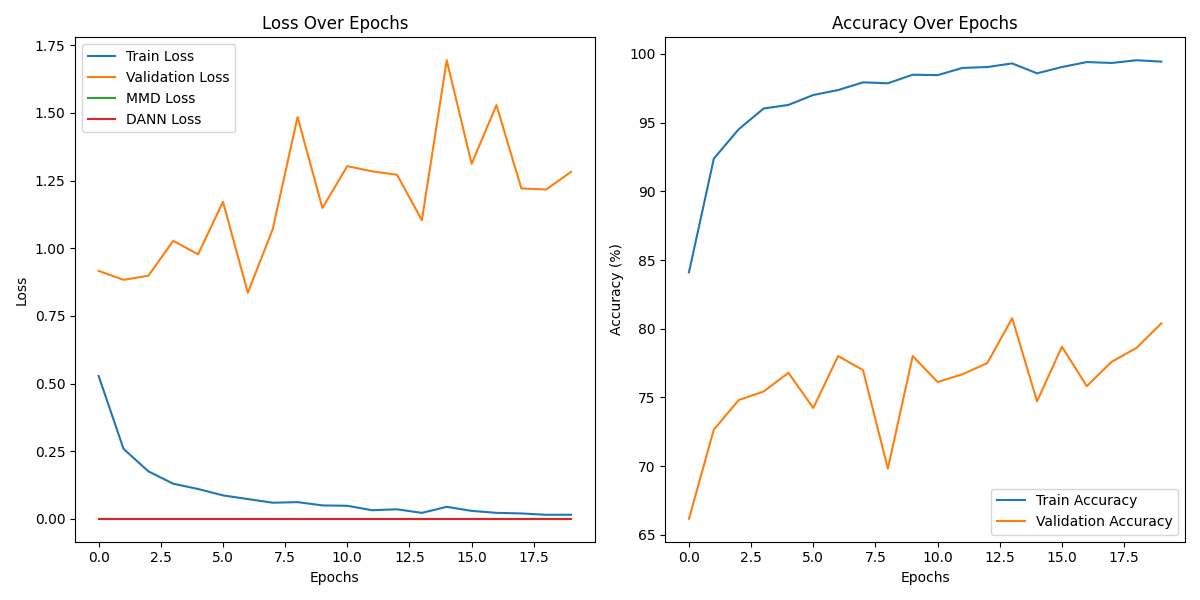 Loss Over Epochs
Train Loss
Validation Loss
MMD Loss
DANN Loss
1.75
1.50
1.25
1.00
0.75
0.50
0.25
0.00
Loss
0.0 2.5 5.0 7.5 10.0 12.5 15.0 17.5
Epochs
Accuracy Over Epochs
100
95
90
85
80
75
70
65
Accuracy (%)
Train Accuracy
Validation Accuracy
0.0 2.5 5.0 7.5 10.0 12.5 15.0 17.5
Epochs